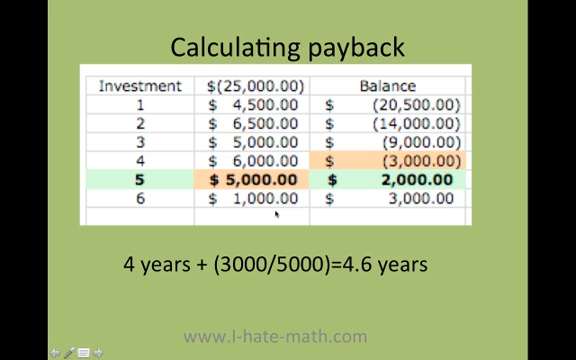 Calculating payback
Investment $(25,000.00) Balance
1 $ 4,500.00 $ (20,500.00)
2 $ 6,500.00 $ (14,000.00)
3 $ 5,000.00 $ (9,000.00)
4 $ 6,000.00 $ (3,000.00)
5 $ 5,000.00 $ 2,000.00
6 $ 1,000.00 $ 3,000.00
4 years + (3000/5000)=4.6 years
www.I-hate-math.com